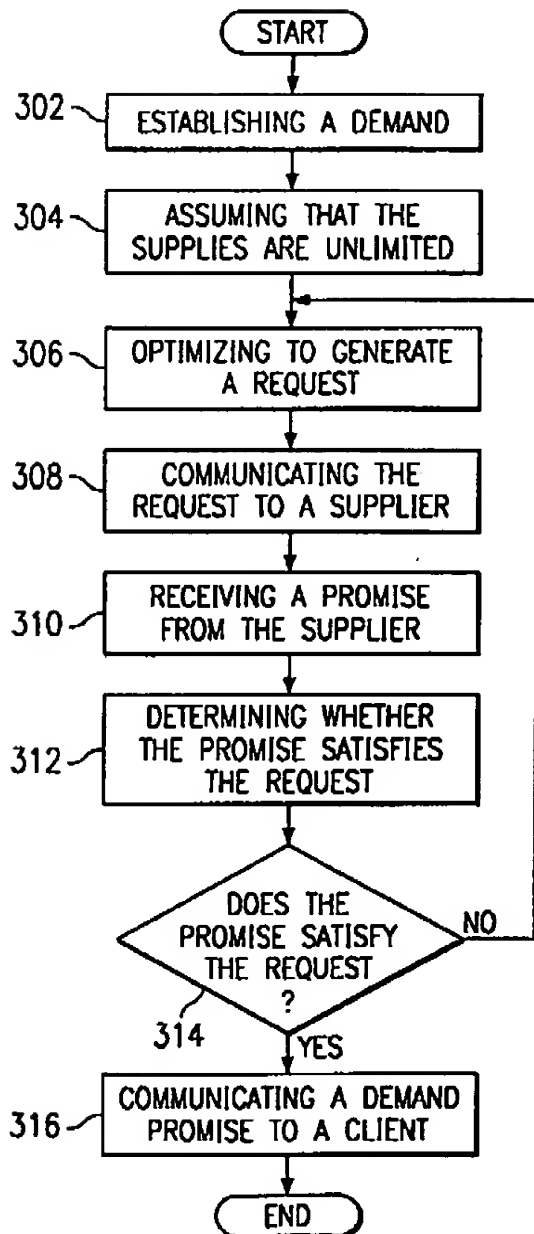 START
302
ESTABLISHING A DEMAND
304
ASSUMING THAT THE
SUPPLIES ARE UNLIMITED
306
OPTIMIZING TO GENERATE
A REQUEST
308
COMMUNICATING THE
REQUEST TO A SUPPLIER
310
RECEIVING A PROMISE
FROM THE SUPPLIER
312
DETERMINING WHETHER
THE PROMISE SATISFIES
THE REQUEST
DOES THE
PROMISE SATISFY
THE REQUEST
?
NO
314
YES
316
COMMUNICATING A DEMAND
PROMISE TO A CLIENT
END